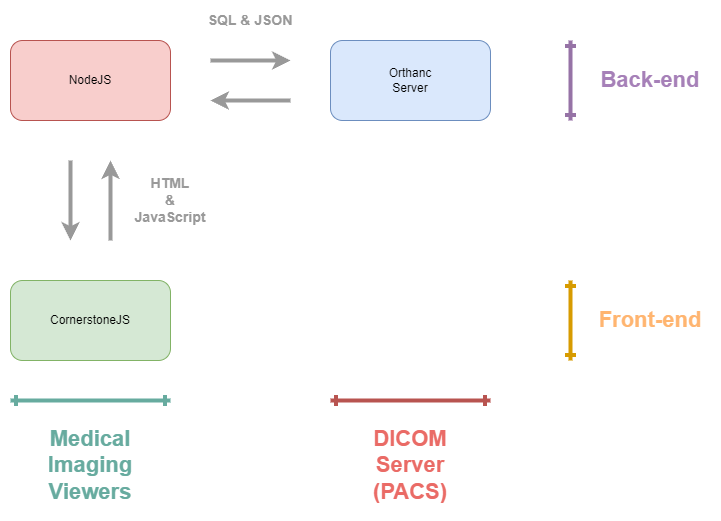 SQL & JSON
NodeJS
Orthanc
Server
Back-end
HTML
&
JavaScript
CornerstoneJS
Front-end
Medical
Imaging
Viewers
DICOM
Server
(PACS)